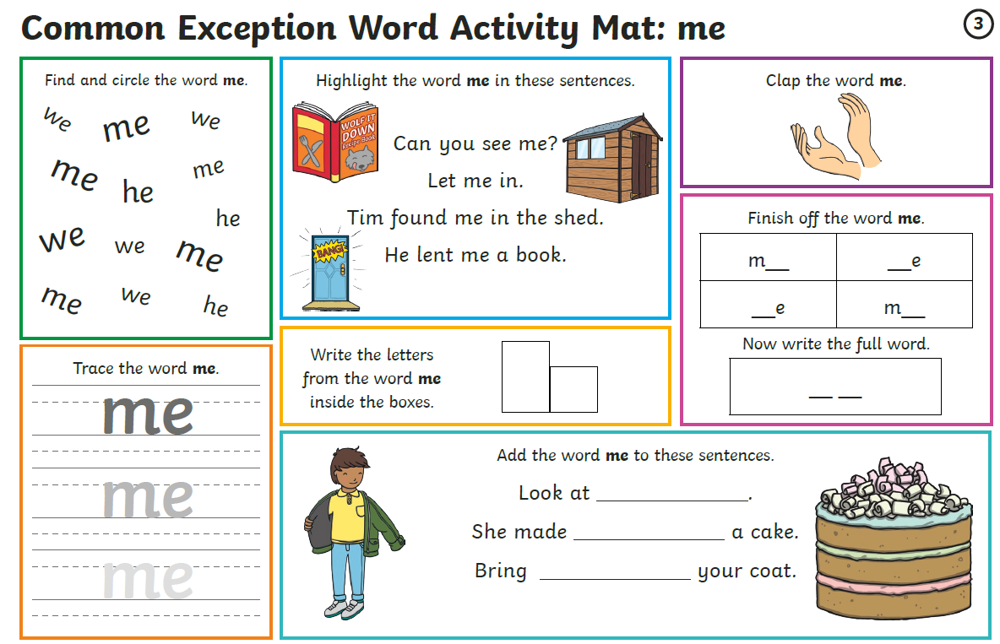 Common Exception Word Activity Mat: me
3
Find and circle the word me.
we me we
me he me
he
we we me
me we he
Highlight the word me in these sentences.
WOLF IT
DOWN
Recipe Book
Can you see me?
Let me in.
Tim found me in the shed.
BANG!
He lent me a book.
Clap the word me.
Finish off the word me.
m__ __e
__e m__
Now write the full word.
__ __
Trace the word me.
me
me
me
Write the letters
from the word me
inside the boxes.
Add the word me to these sentences.
Look at _______________.
She made _______________ a cake.
Bring _______________ your coat.